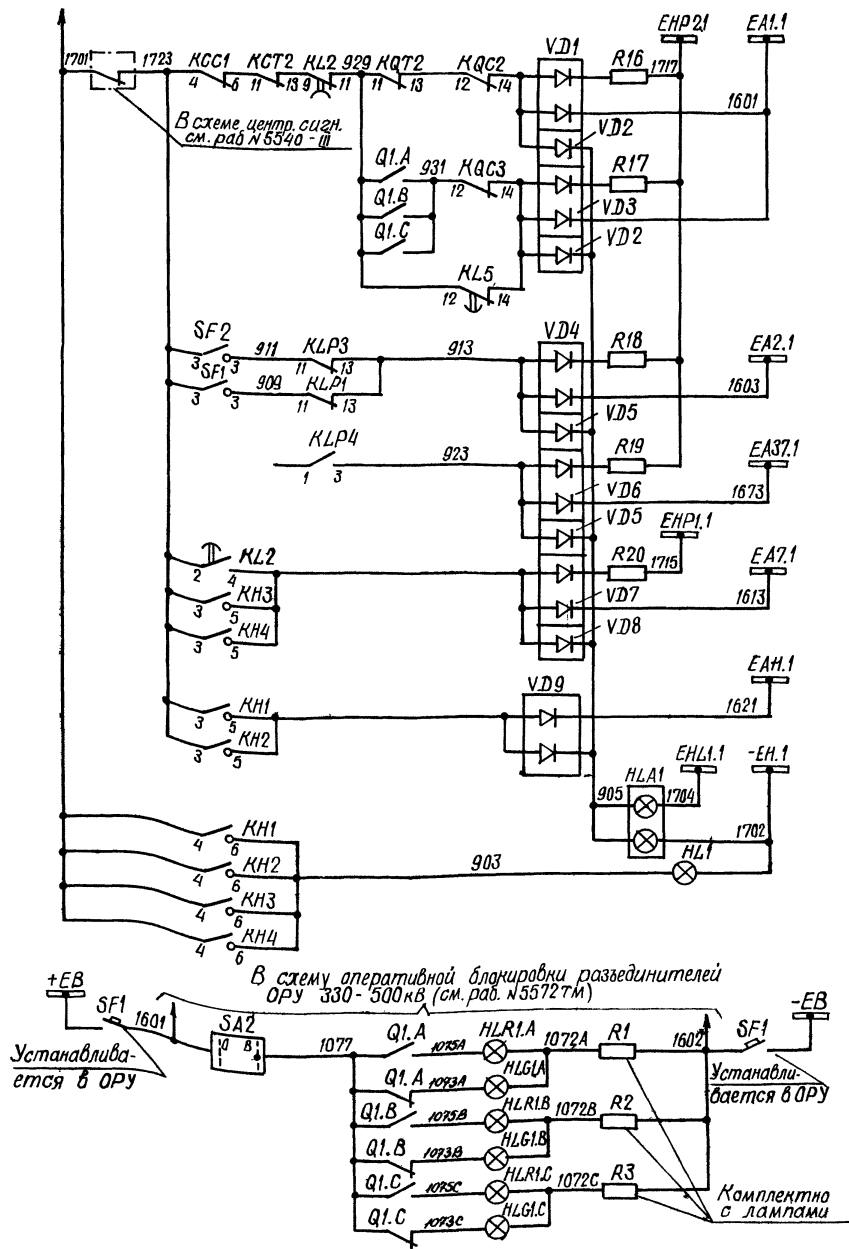 EHP2.1 EA1.1
VD1
1701 1723 KCC1 KCT2 KL2 929 KQT2 KQC2 R16 1717
4 6 11 13 9 11 11 13 12 14
1601
В схеме центр. сигн.
см. раб N5540-III
VD2
Q1.A 931 KQC3 R17
12 14
Q1.B
VD3
Q1.C
VD2
KL5
12 14
SF2 VD4 EA2.1
911 KLP3 913 R18
3 3 11 13
SF1 909 KLP1 1603
3 3 11 13
VD5
KLP4 923 R19 EA37.1
1 3
VD6 1673
VD5 EHP1.1
KL2 R20 1715 EA7.1
2 4
KH3 VD7 1613
3 5
KH4 VD8
3 5
EAH.1
VD9
KH1 1621
3 5
KH2
3 5
EHL1.1 -EH.1
HLA1
905 1704
KH1 1702
4 6
KH2 903 HL1
4 6
KH3
4 6
KH4
4 6
В схему оперативной блокировки разъединителей
ОРУ 330-500кВ (см. раб. N5572ТМ)
+EB -EB
SF1 1601 SA2 1602 SF1
О В
1077 Q1.A 1075A HLR1.A 1072A R1
Устанавлива-
ется в ОРУ
Устанавли-
вается в ОРУ
Q1.A 1073A HLG1.A
Q1.B 1075B HLR1.B 1072B R2
Q1.B 1073B HLG1.B
Q1.C 1075C HLR1.C 1072C R3
Q1.C 1073C HLG1.C
Комплектно
с лампами